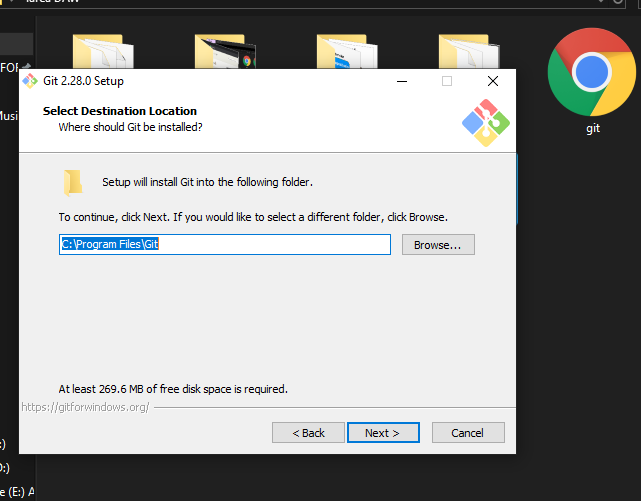 Git 2.28.0 Setup
Select Destination Location
Where should Git be installed?
git
Setup will install Git into the following folder.
To continue, click Next. If you would like to select a different folder, click Browse.
C:\Program Files\Git
Browse...
At least 269.6 MB of free disk space is required.
https://gitforwindows.org/
< Back
Next >
Cancel
:)
D:)
e (E:) A